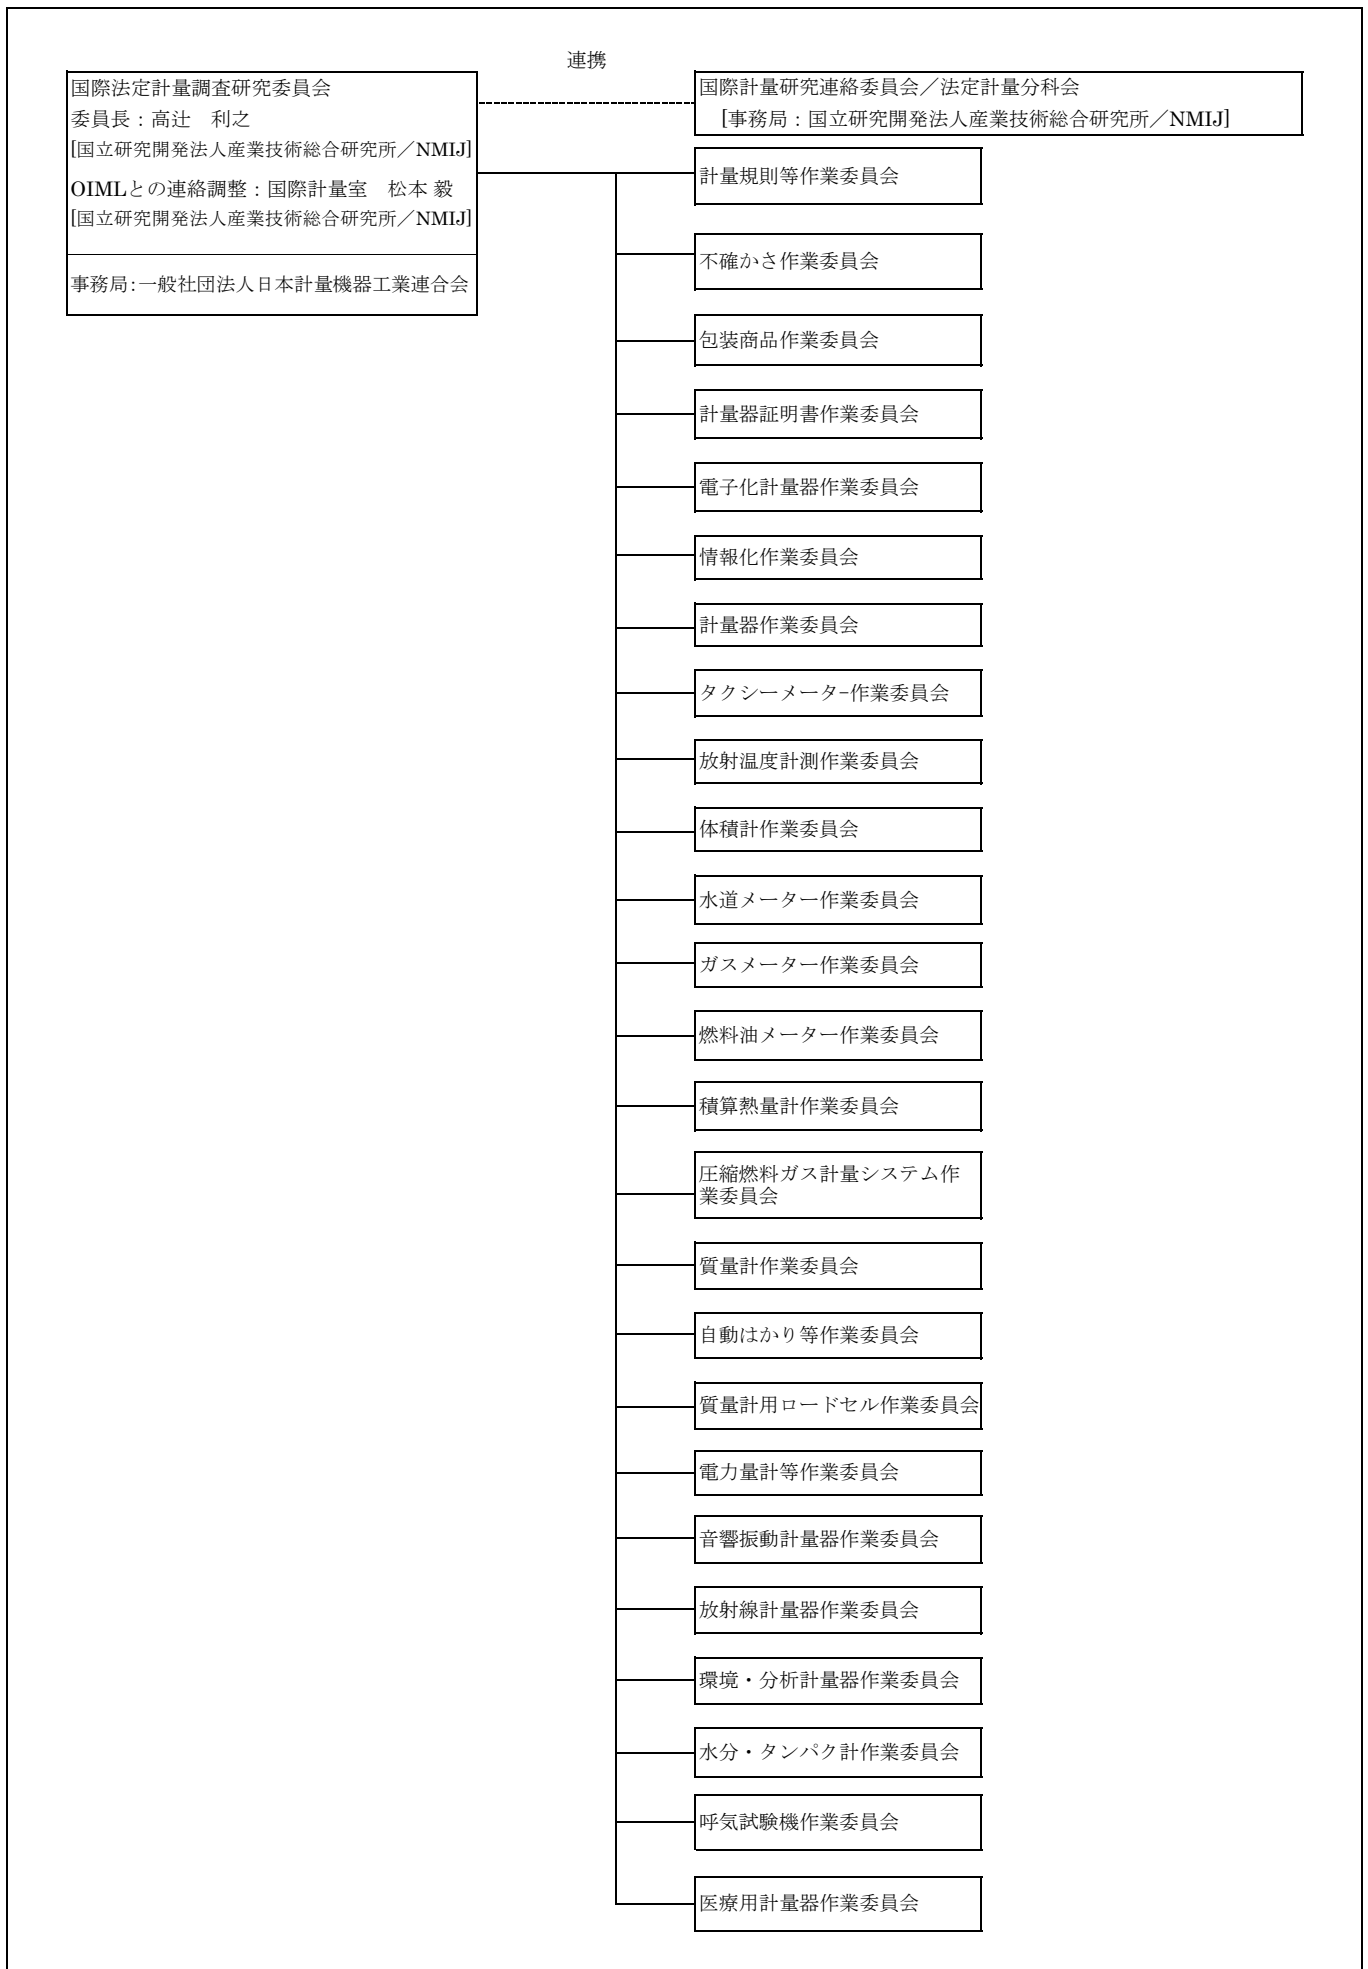 連携
国際法定計量調査研究委員会
委員長：高辻　利之
[国立研究開発法人産業技術総合研究所／NMIJ]
OIMLとの連絡調整：国際計量室　松本 毅
[国立研究開発法人産業技術総合研究所／NMIJ]
事務局：一般社団法人日本計量機器工業連合会
国際計量研究連絡委員会／法定計量分科会
[事務局：国立研究開発法人産業技術総合研究所／NMIJ]
計量規則等作業委員会
不確かさ作業委員会
包装商品作業委員会
計量器証明書作業委員会
電子化計量器作業委員会
情報化作業委員会
計量器作業委員会
タクシーメータ−作業委員会
放射温度計測作業委員会
体積計作業委員会
水道メーター作業委員会
ガスメーター作業委員会
燃料油メーター作業委員会
積算熱量計作業委員会
圧縮燃料ガス計量システム作
業委員会
質量計作業委員会
自動はかり等作業委員会
質量計用ロードセル作業委員会
電力量計等作業委員会
音響振動計量器作業委員会
放射線計量器作業委員会
環境・分析計量器作業委員会
水分・タンパク計作業委員会
呼気試験機作業委員会
医療用計量器作業委員会